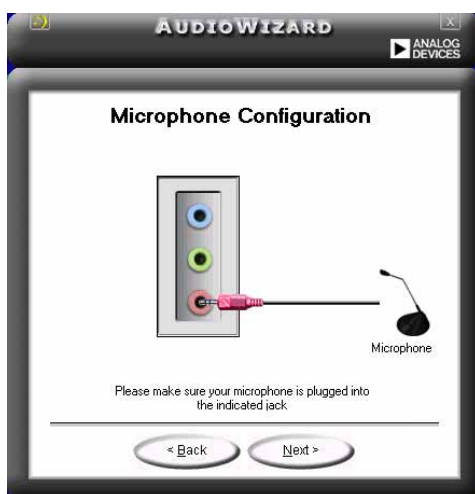 AUDIOWIZARD
X
ANALOG
DEVICES
Microphone Configuration
Microphone
Please make sure your microphone is plugged into
the indicated jack
< Back
Next >